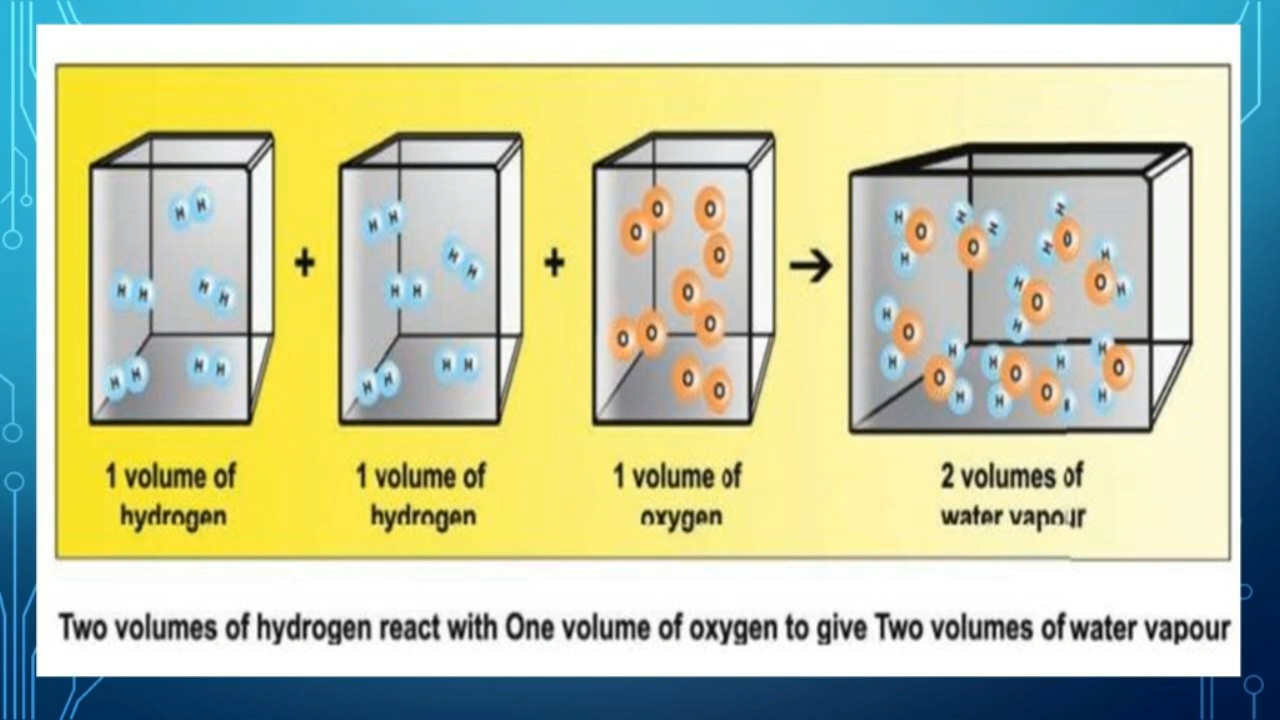 H H H H H H H H H H
+
H H H H H H H H H H
+
O O O O O O O O O O
→
H O H H H O H H O H O H H O H H O H H O H H O H H O H H O H
1 volume of
hydrogen
1 volume of
hydrogen
1 volume of
oxygen
2 volumes of
water vapour
Two volumes of hydrogen react with One volume of oxygen to give Two volumes of water vapour